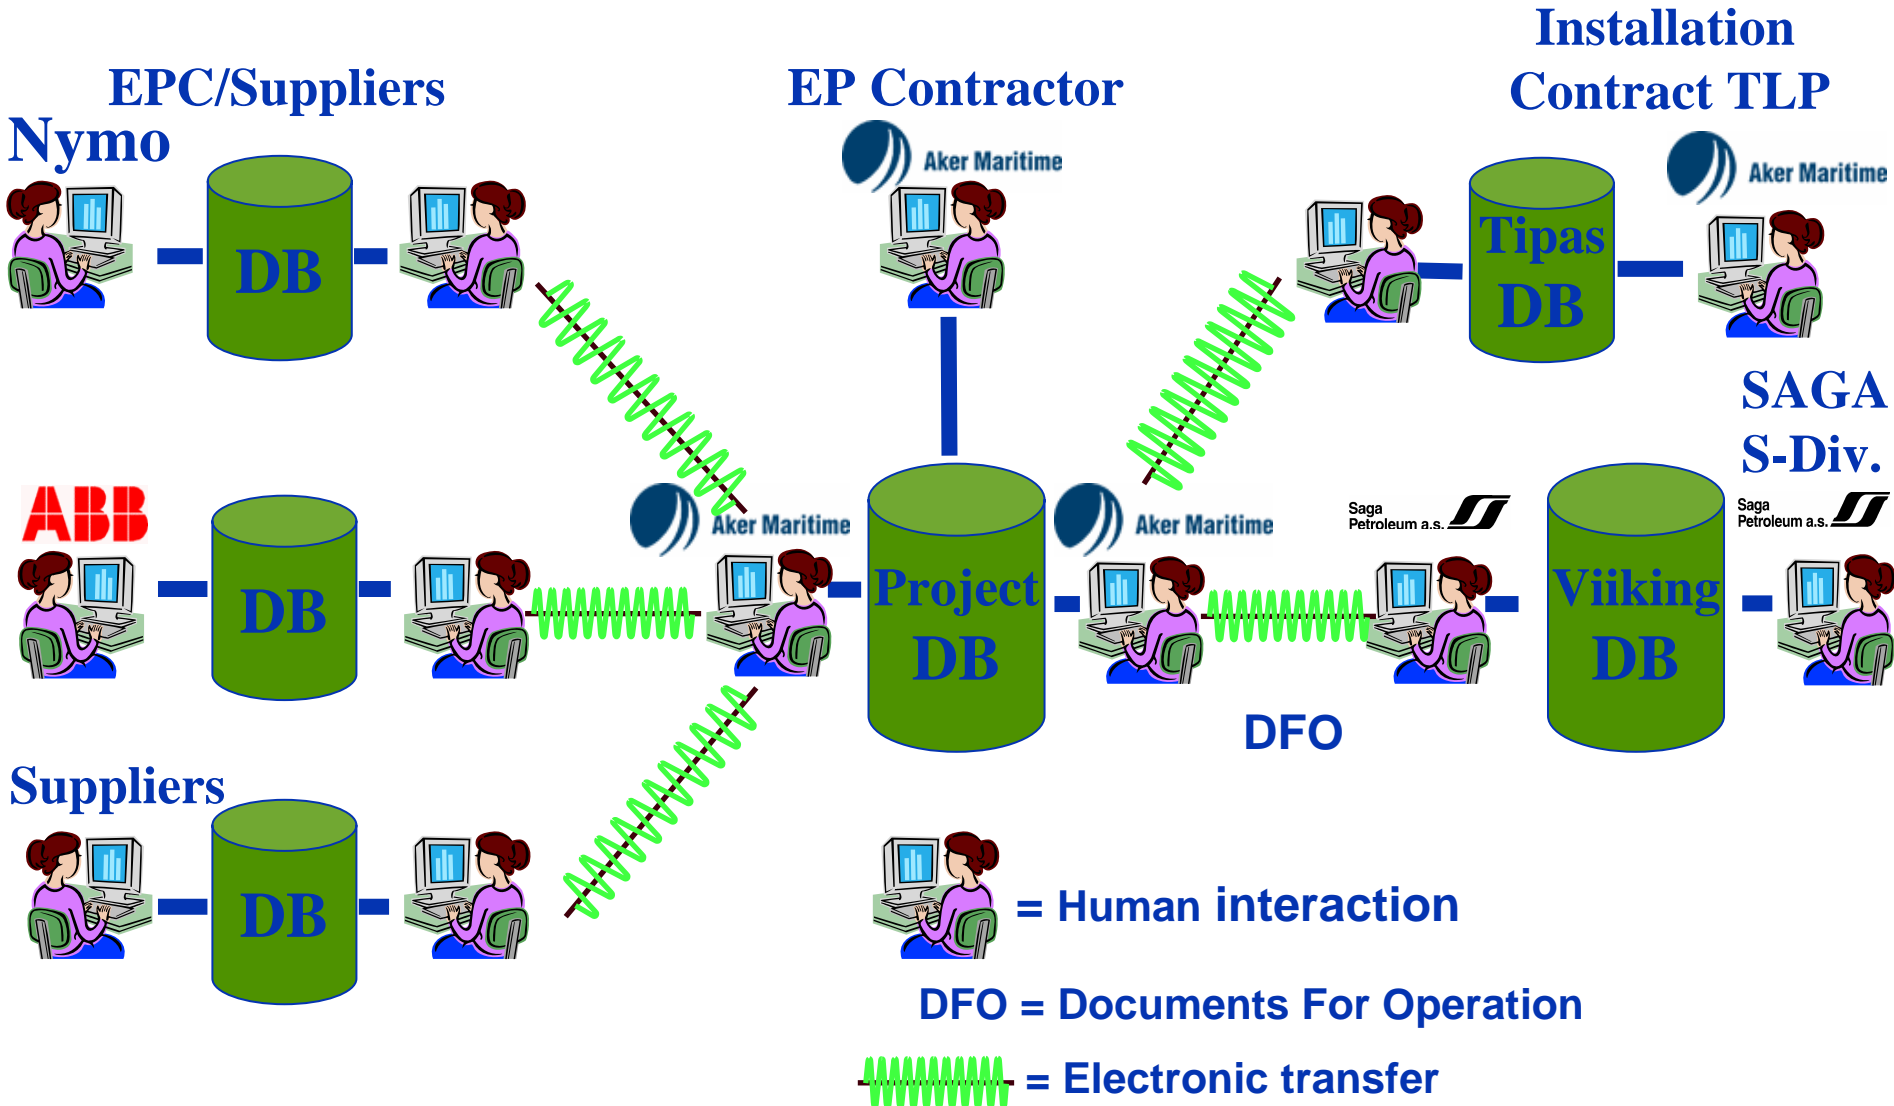 Installation
Contract TLP
EPC/Suppliers
EP Contractor
Nymo
Aker Maritime
Aker Maritime
DB
Tipas
DB
SAGA
S-Div.
ABB
Aker Maritime
Aker Maritime
Saga
Petroleum a.s.
Saga
Petroleum a.s.
DB
Project
DB
Viiking
DB
DFO
Suppliers
DB
= Human interaction
DFO = Documents For Operation
= Electronic transfer